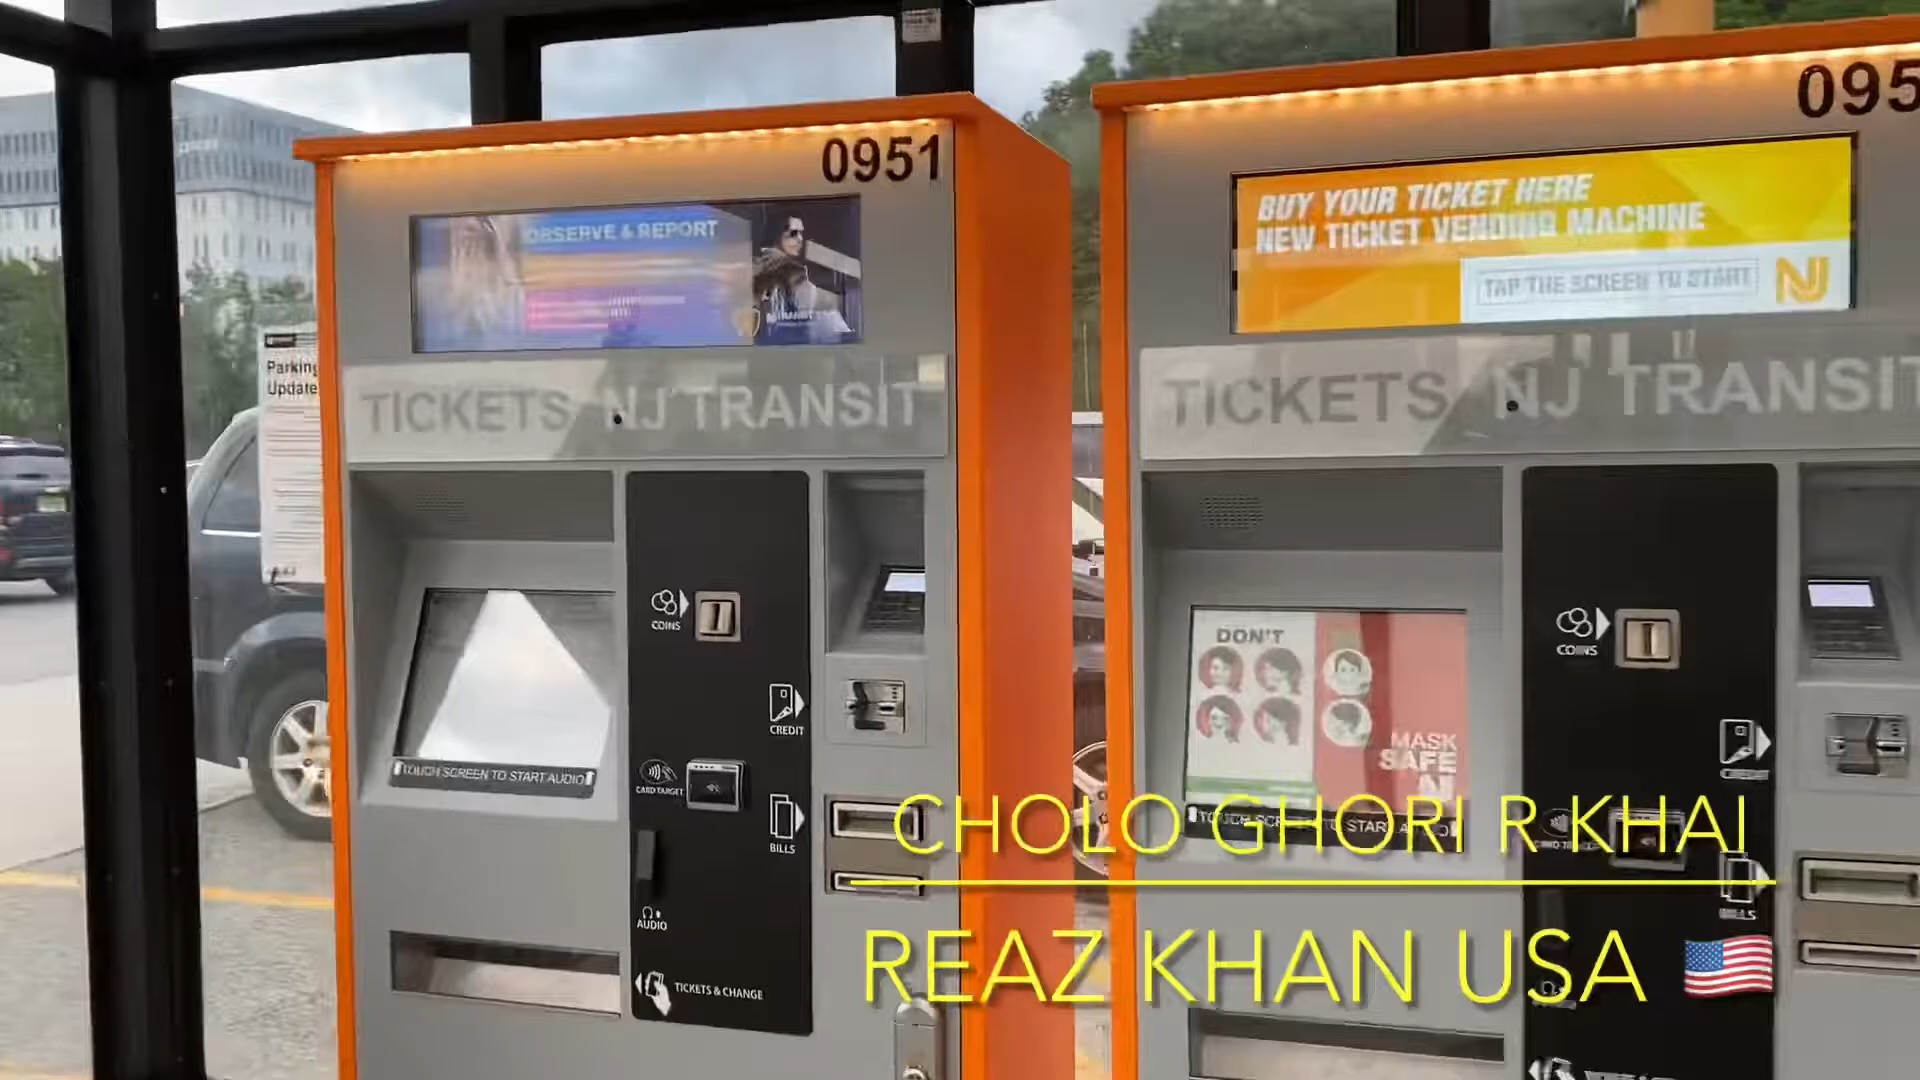 0951
OBSERVE & REPORT
TICKETS NJ TRANSIT
Parking
Update
COINS
CREDIT
CARD TARGET
BILLS
TOUCH SCREEN TO START AUDIO
AUDIO
TICKETS & CHANGE
095
BUY YOUR TICKET HERE
NEW TICKET VENDING MACHINE
TAP THE SCREEN TO START
NJ
TICKETS NJ TRANSIT
DON'T
MASK
SAFE
COINS
CREDIT
BILLS
CHOLO GHORI R KHAI
REAZ KHAN USA